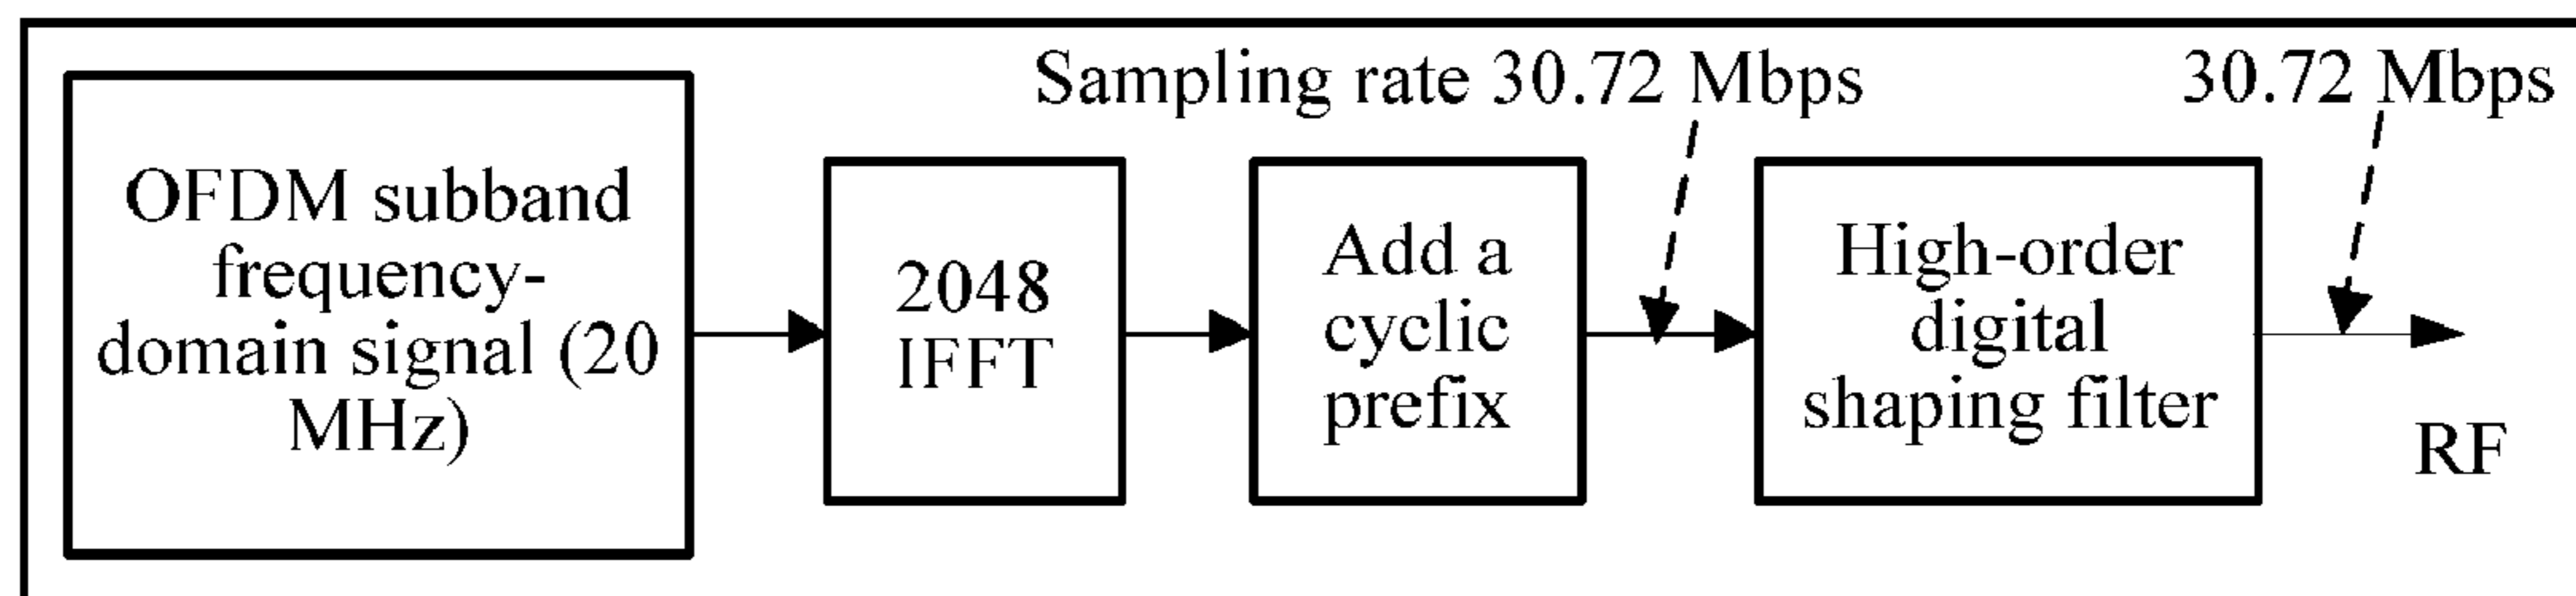 Sampling rate 30.72 Mbps
30.72 Mbps
OFDM subband
frequency-
domain signal (20
MHz)
2048
IFFT
Add a
cyclic
prefix
High-order
digital
shaping filter
RF